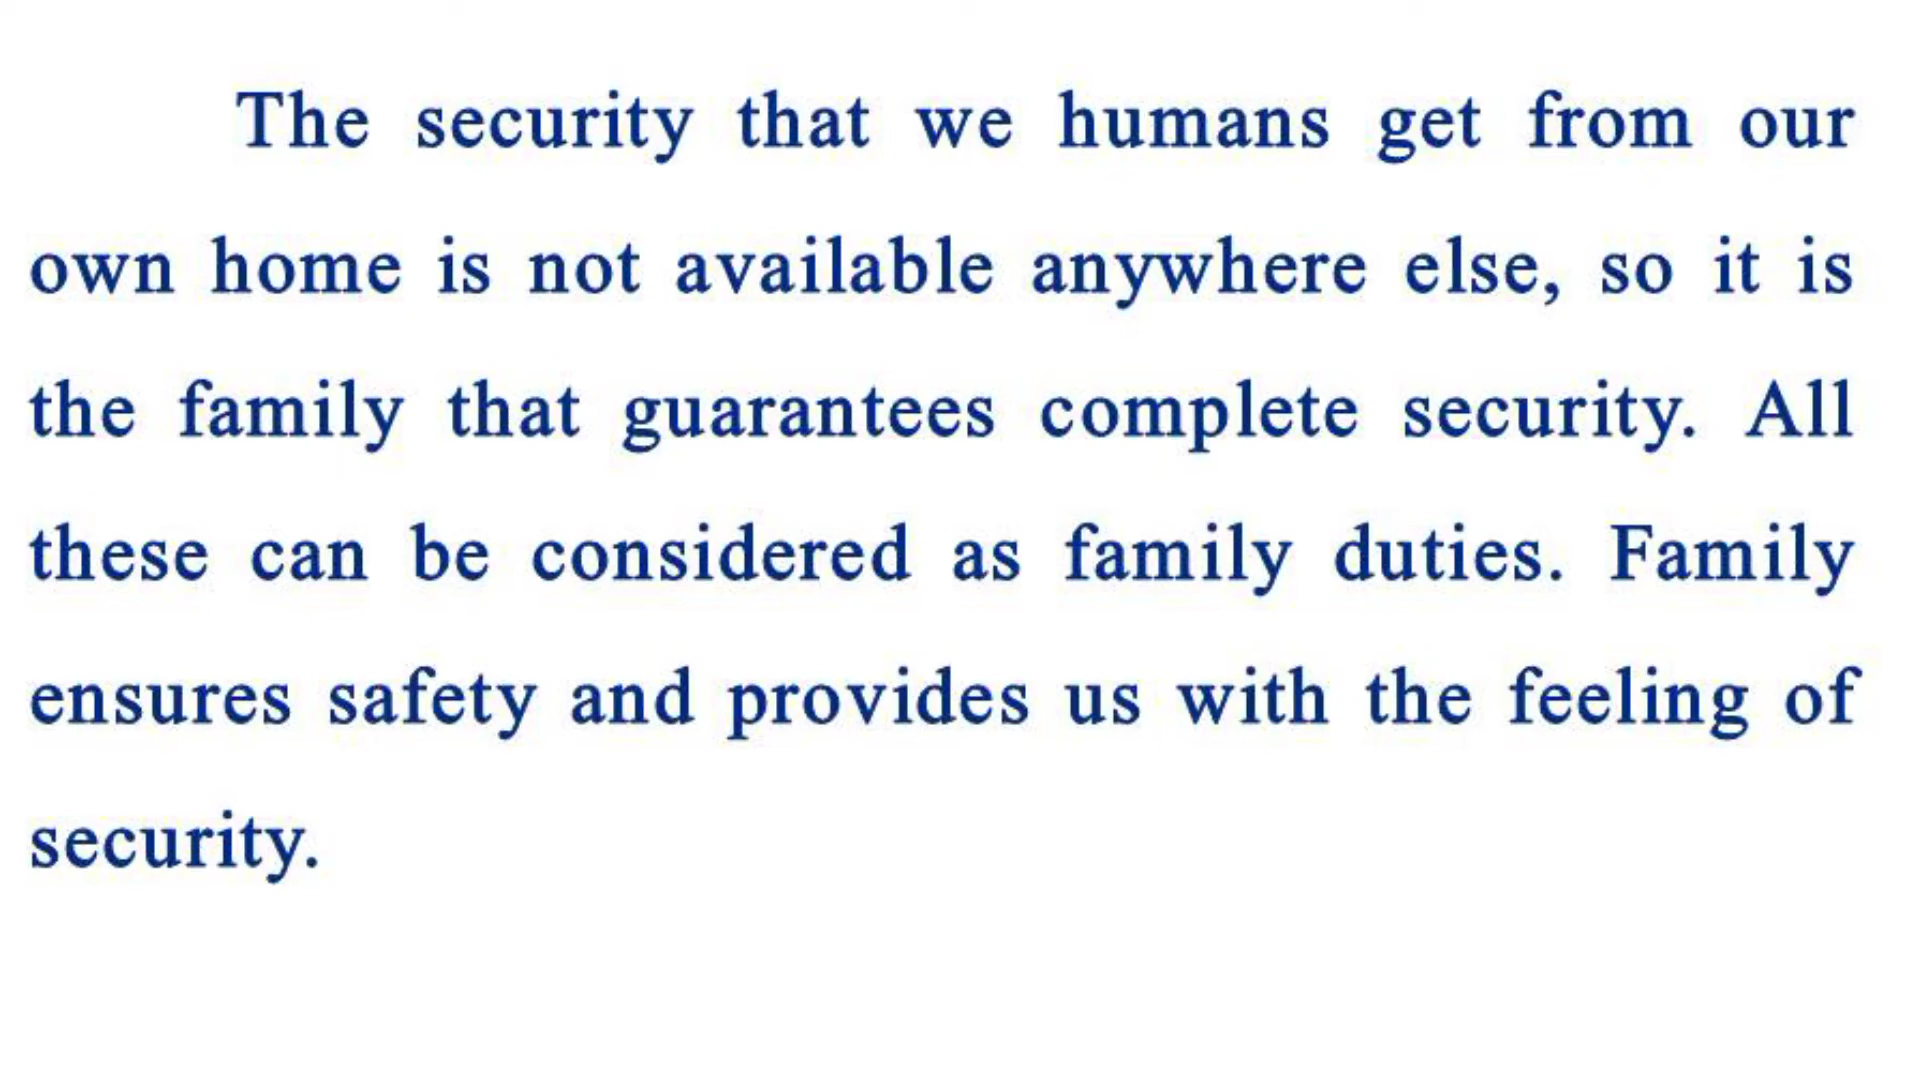 The security that we humans get from our
own home is not available anywhere else, so it is
the family that guarantees complete security. All
these can be considered as family duties. Family
ensures safety and provides us with the feeling of
security.